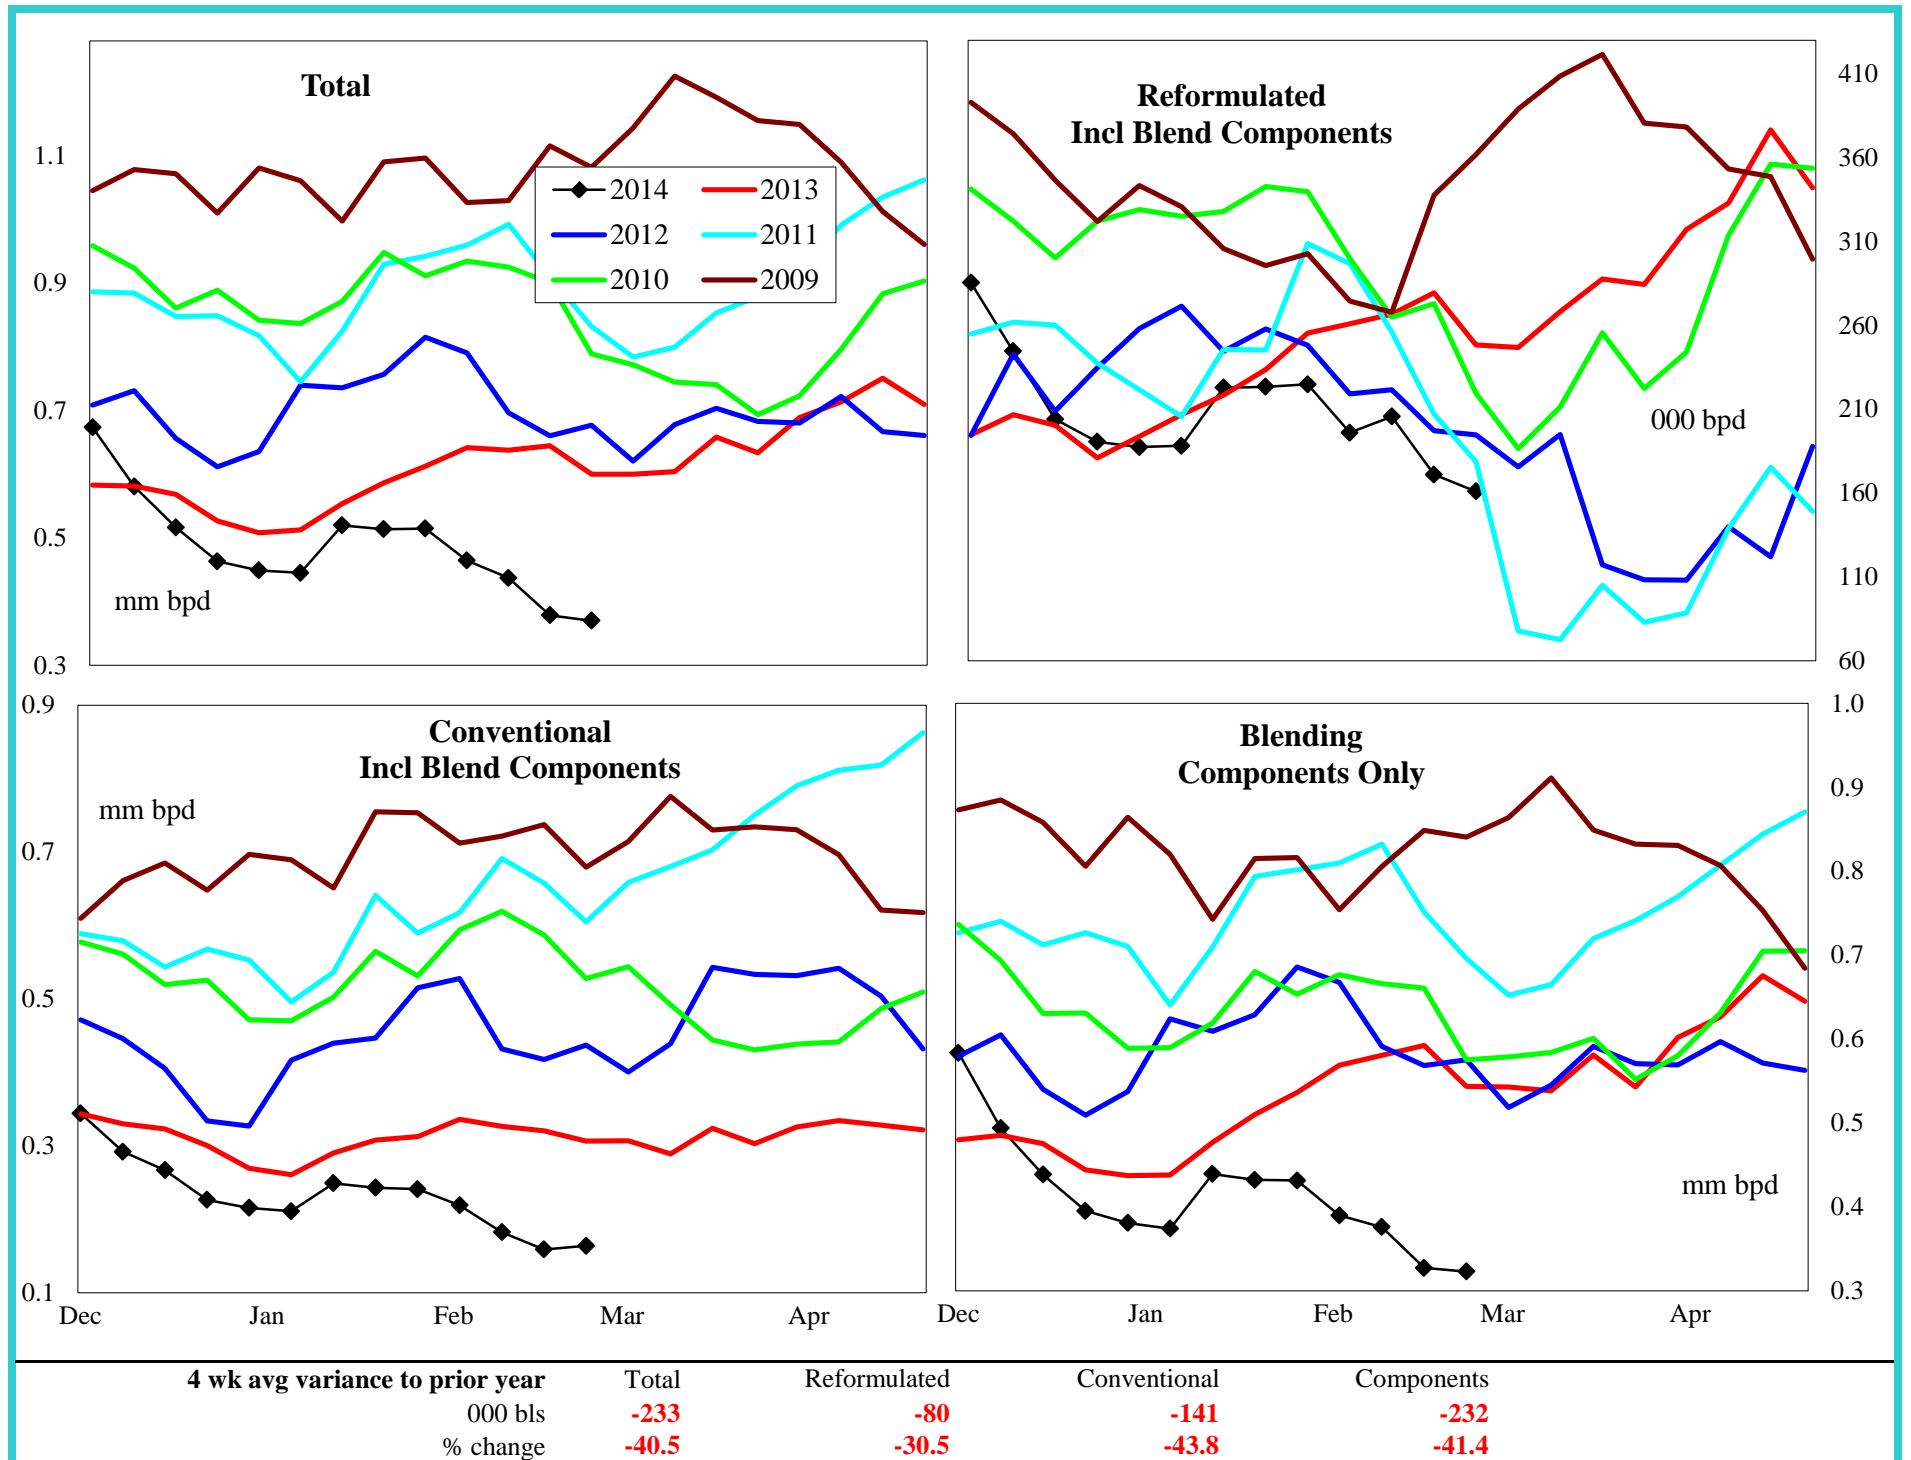 Total
1.1
0.9
0.7
0.5
0.3
mm bpd
2014 2013
2012 2011
2010 2009
Reformulated
Incl Blend Components
410
360
310
260
210
160
110
60
000 bpd
Conventional
Incl Blend Components
mm bpd
0.9
0.7
0.5
0.3
0.1
Dec Jan Feb Mar Apr
Blending
Components Only
1.0
0.9
0.8
0.7
0.6
0.5
0.4
0.3
mm bpd
Dec Jan Feb Mar Apr
4 wk avg variance to prior year Total Reformulated Conventional Components
000 bls -233 -80 -141 -232
% change -40.5 -30.5 -43.8 -41.4